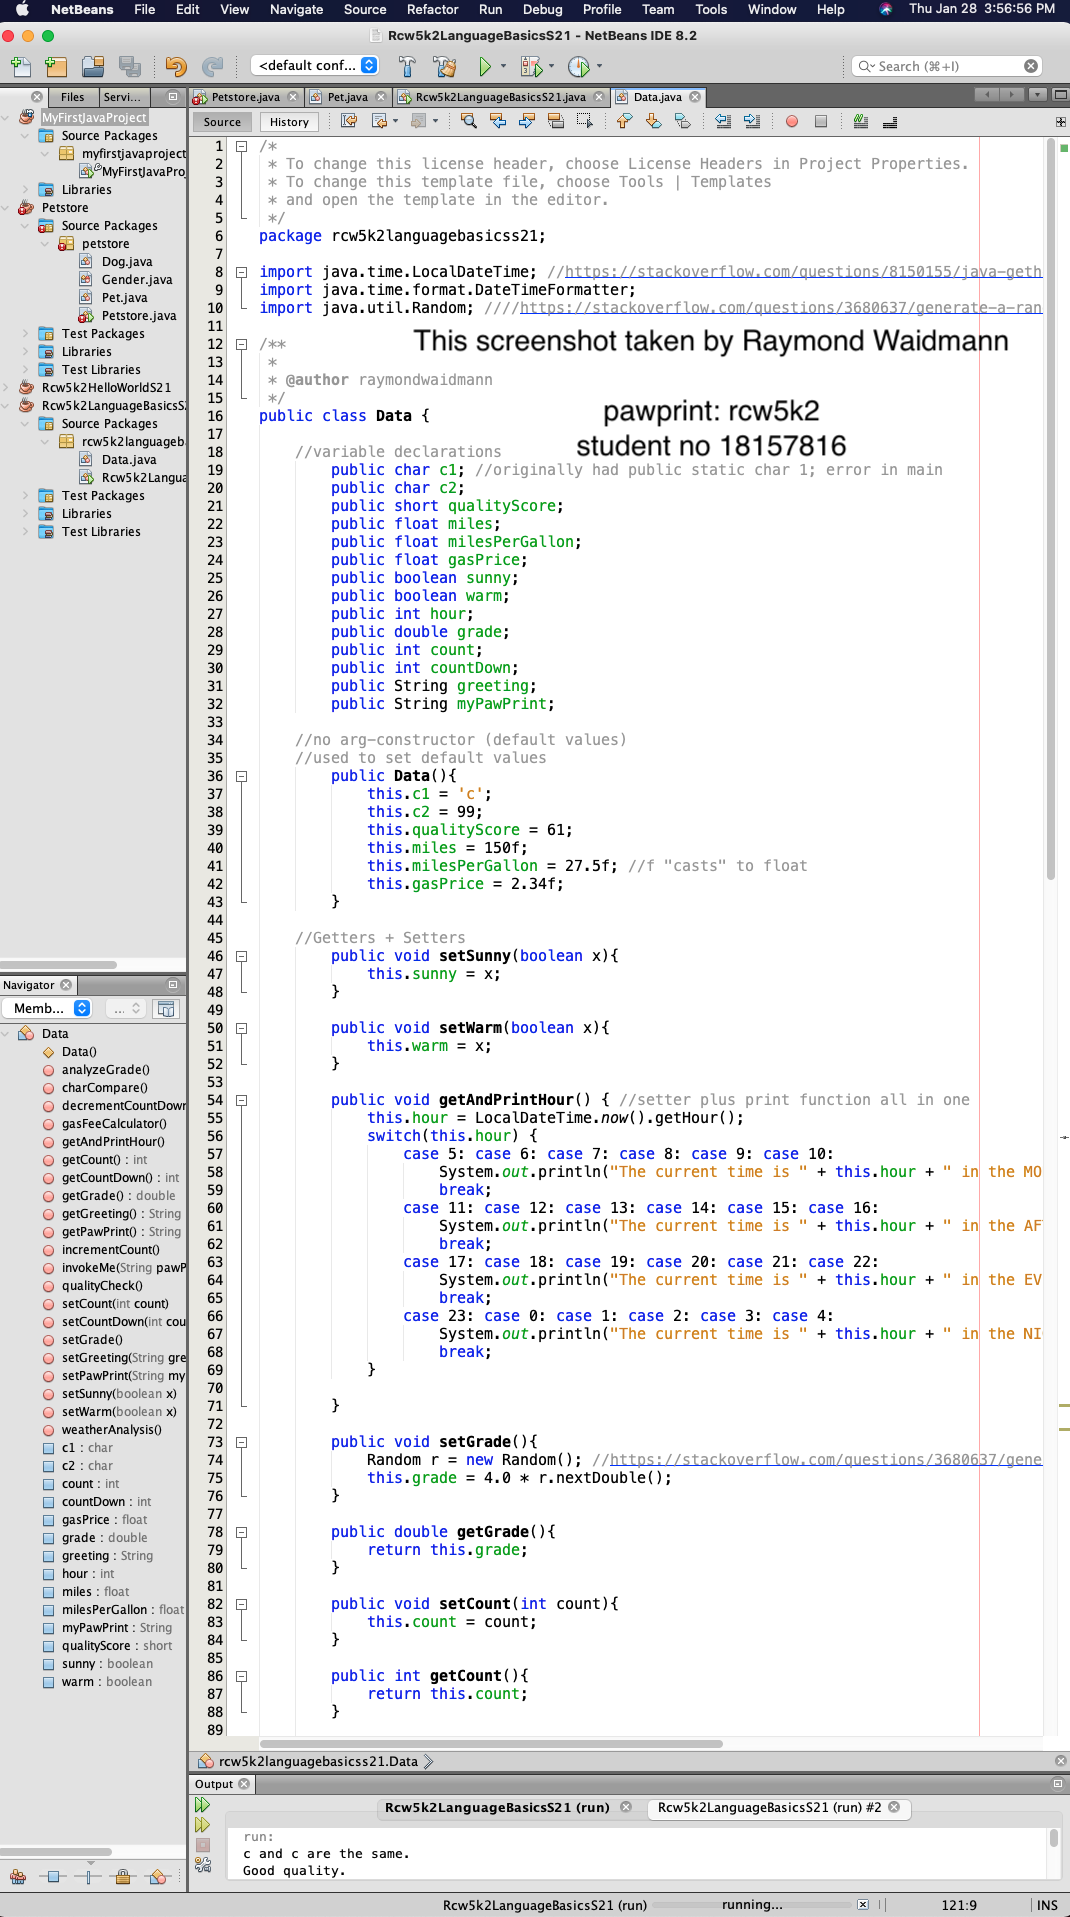 NetBeans File Edit View Navigate Source Refactor Run Debug Profile Team Tools Window Help Thu Jan 28 3:56:56 PM
Rcw5k2LanguageBasicsS21 - NetBeans IDE 8.2
<default conf... Search (⌘+I)
Files Servi... Petstore.java Pet.java Rcw5k2LanguageBasicsS21.java Data.java
Source History
MyFirstJavaProject
Source Packages
myfirstjavaproject
MyFirstJavaProj
Libraries
Petstore
Source Packages
petstore
Dog.java
Gender.java
Pet.java
Petstore.java
Test Packages
Libraries
Test Libraries
Rcw5k2HelloWorldS21
Rcw5k2LanguageBasicsS2
Source Packages
rcw5k2languageb
Data.java
Rcw5k2Langua
Test Packages
Libraries
Test Libraries
Navigator
Memb... ...
Data
Data()
analyzeGrade()
charCompare()
decrementCountDown
gasFeeCalculator()
getAndPrintHour()
getCount() : int
getCountDown() : int
getGrade() : double
getGreeting() : String
getPawPrint() : String
incrementCount()
invokeMe(String pawP
qualityCheck()
setCount(int count)
setCountDown(int cou
setGrade()
setGreeting(String gre
setPawPrint(String my
setSunny(boolean x)
setWarm(boolean x)
weatherAnalysis()
c1 : char
c2 : char
count : int
countDown : int
gasPrice : float
grade : double
greeting : String
hour : int
miles : float
milesPerGallon : float
myPawPrint : String
qualityScore : short
sunny : boolean
warm : boolean
1 /*
2 * To change this license header, choose License Headers in Project Properties.
3 * To change this template file, choose Tools | Templates
4 * and open the template in the editor.
5 */
6 package rcw5k2languagebasicss21;
7
8 import java.time.LocalDateTime; //https://stackoverflow.com/questions/8150155/java-geth
9 import java.time.format.DateTimeFormatter;
10 import java.util.Random; ////https://stackoverflow.com/questions/3680637/generate-a-ran
11
This screenshot taken by Raymond Waidmann
12 /**
13 *
14 * @author raymondwaidmann
15 */
pawprint: rcw5k2
16 public class Data {
17
student no 18157816
18 //variable declarations
19 public char c1; //originally had public static char 1; error in main
20 public char c2;
21 public short qualityScore;
22 public float miles;
23 public float milesPerGallon;
24 public float gasPrice;
25 public boolean sunny;
26 public boolean warm;
27 public int hour;
28 public double grade;
29 public int count;
30 public int countDown;
31 public String greeting;
32 public String myPawPrint;
33
34 //no arg-constructor (default values)
35 //used to set default values
36 public Data(){
37 this.c1 = 'c';
38 this.c2 = 99;
39 this.qualityScore = 61;
40 this.miles = 150f;
41 this.milesPerGallon = 27.5f; //f "casts" to float
42 this.gasPrice = 2.34f;
43 }
44
45 //Getters + Setters
46 public void setSunny(boolean x){
47 this.sunny = x;
48 }
49
50 public void setWarm(boolean x){
51 this.warm = x;
52 }
53
54 public void getAndPrintHour() { //setter plus print function all in one
55 this.hour = LocalDateTime.now().getHour();
56 switch(this.hour) {
57 case 5: case 6: case 7: case 8: case 9: case 10:
58 System.out.println("The current time is " + this.hour + " in the MO
59 break;
60 case 11: case 12: case 13: case 14: case 15: case 16:
61 System.out.println("The current time is " + this.hour + " in the AF
62 break;
63 case 17: case 18: case 19: case 20: case 21: case 22:
64 System.out.println("The current time is " + this.hour + " in the EV
65 break;
66 case 23: case 0: case 1: case 2: case 3: case 4:
67 System.out.println("The current time is " + this.hour + " in the NI
68 break;
69 }
70
71 }
72
73 public void setGrade(){
74 Random r = new Random(); //https://stackoverflow.com/questions/3680637/gene
75 this.grade = 4.0 * r.nextDouble();
76 }
77
78 public double getGrade(){
79 return this.grade;
80 }
81
82 public void setCount(int count){
83 this.count = count;
84 }
85
86 public int getCount(){
87 return this.count;
88 }
89
rcw5k2languagebasicss21.Data
Output
Rcw5k2LanguageBasicsS21 (run) Rcw5k2LanguageBasicsS21 (run) #2
run:
c and c are the same.
Good quality.
Rcw5k2LanguageBasicsS21 (run) running... 121:9 INS